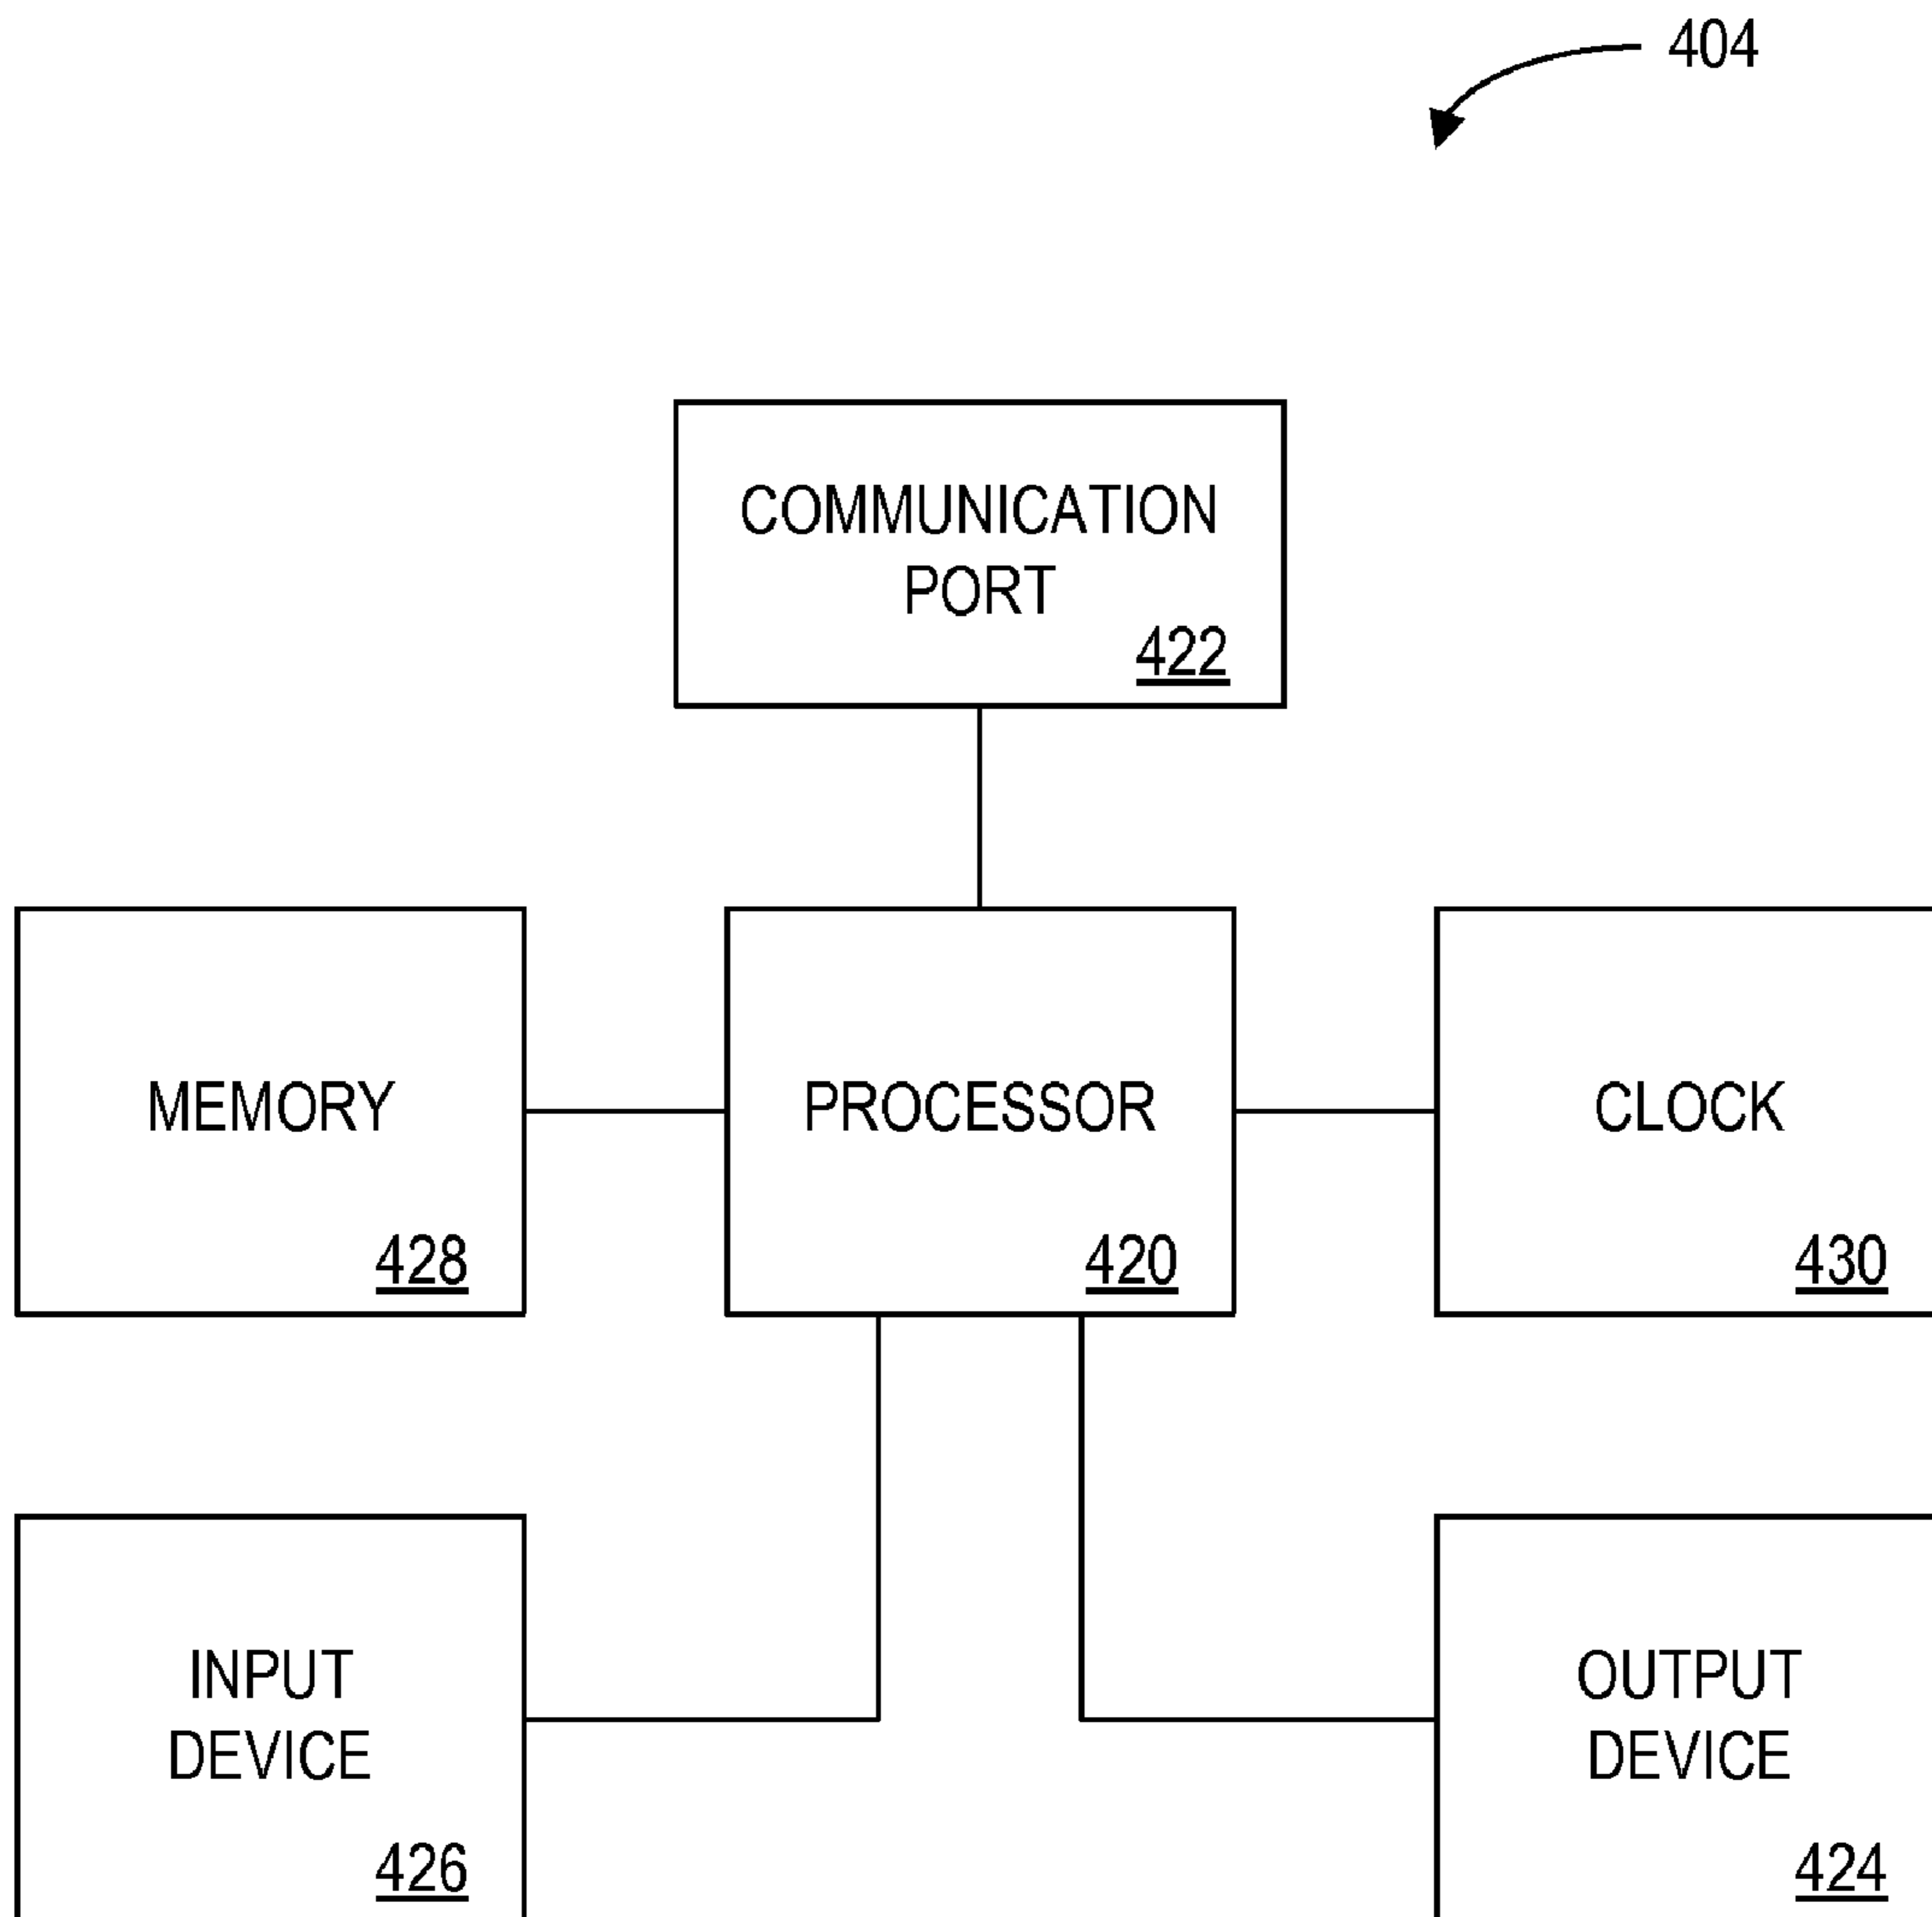 404
COMMUNICATION
PORT
422
MEMORY
428
PROCESSOR
420
CLOCK
430
INPUT
DEVICE
426
OUTPUT
DEVICE
424